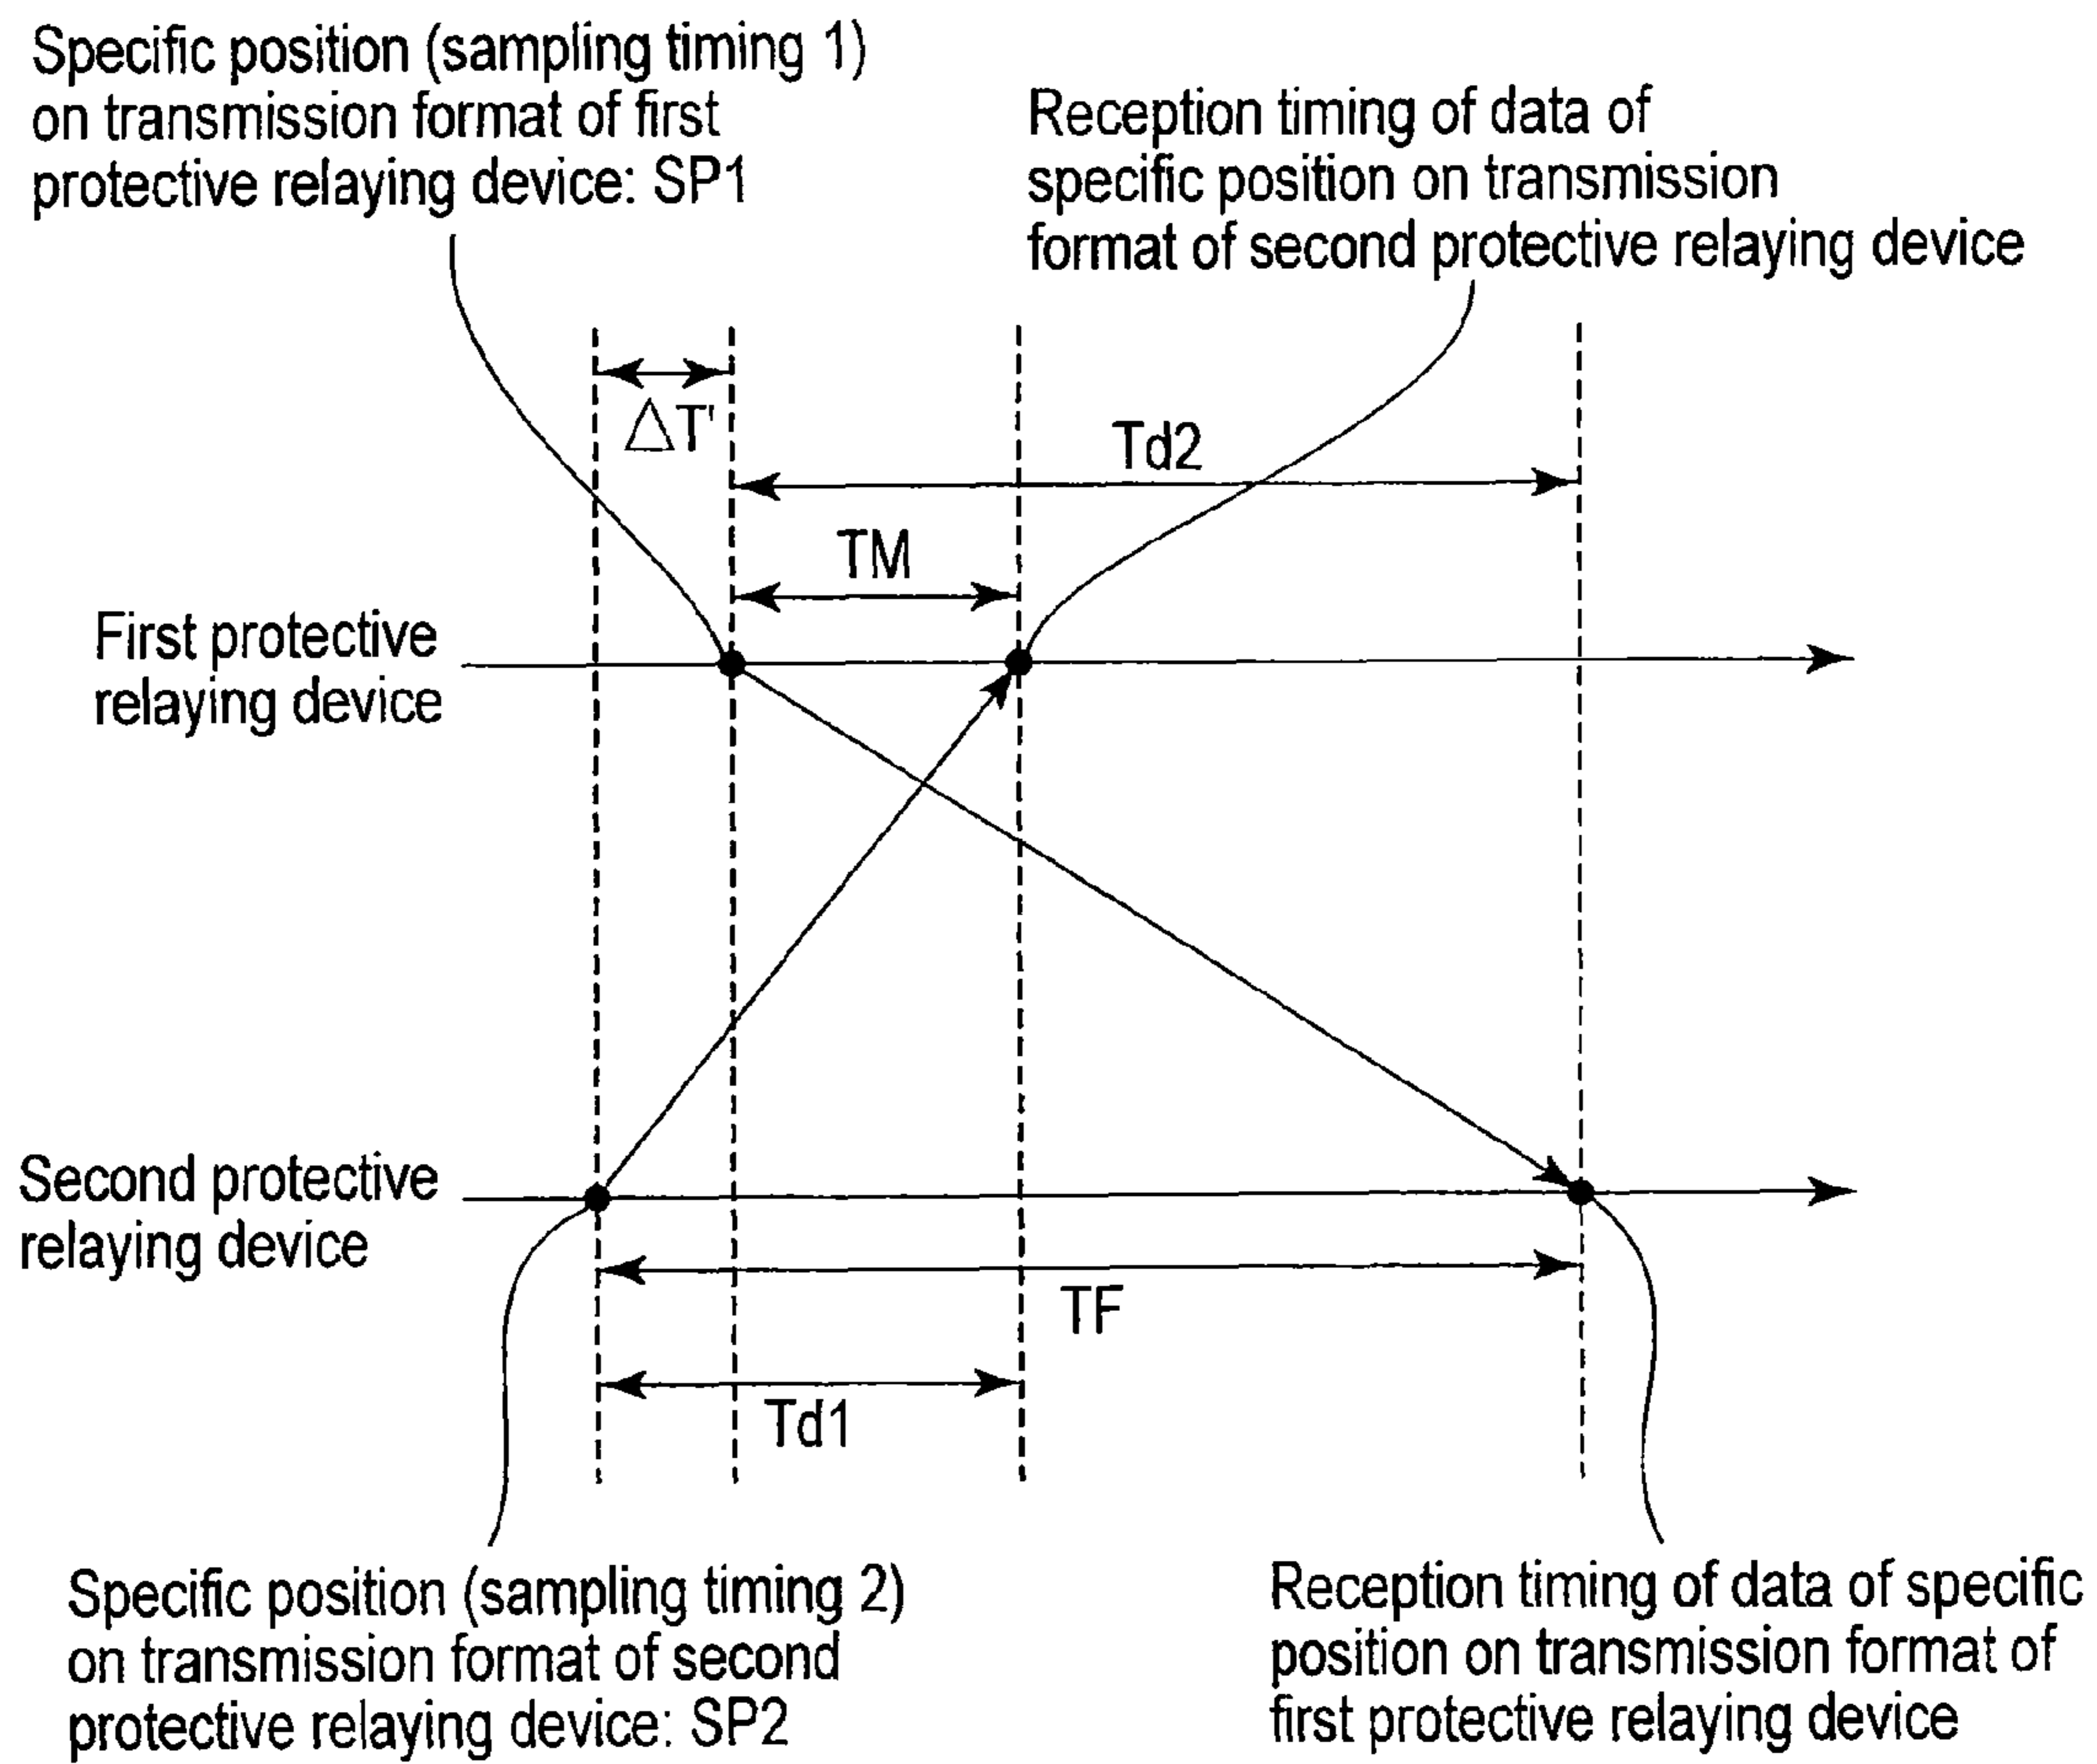 Specific position (sampling timing 1)
on transmission format of first
protective relaying device: SP1
Reception timing of data of
specific position on transmission
format of second protective relaying device
ΔT'
Td2
TM
First protective
relaying device
Second protective
relaying device
TF
Td1
Specific position (sampling timing 2)
on transmission format of second
protective relaying device: SP2
Reception timing of data of specific
position on transmission format of
first protective relaying device